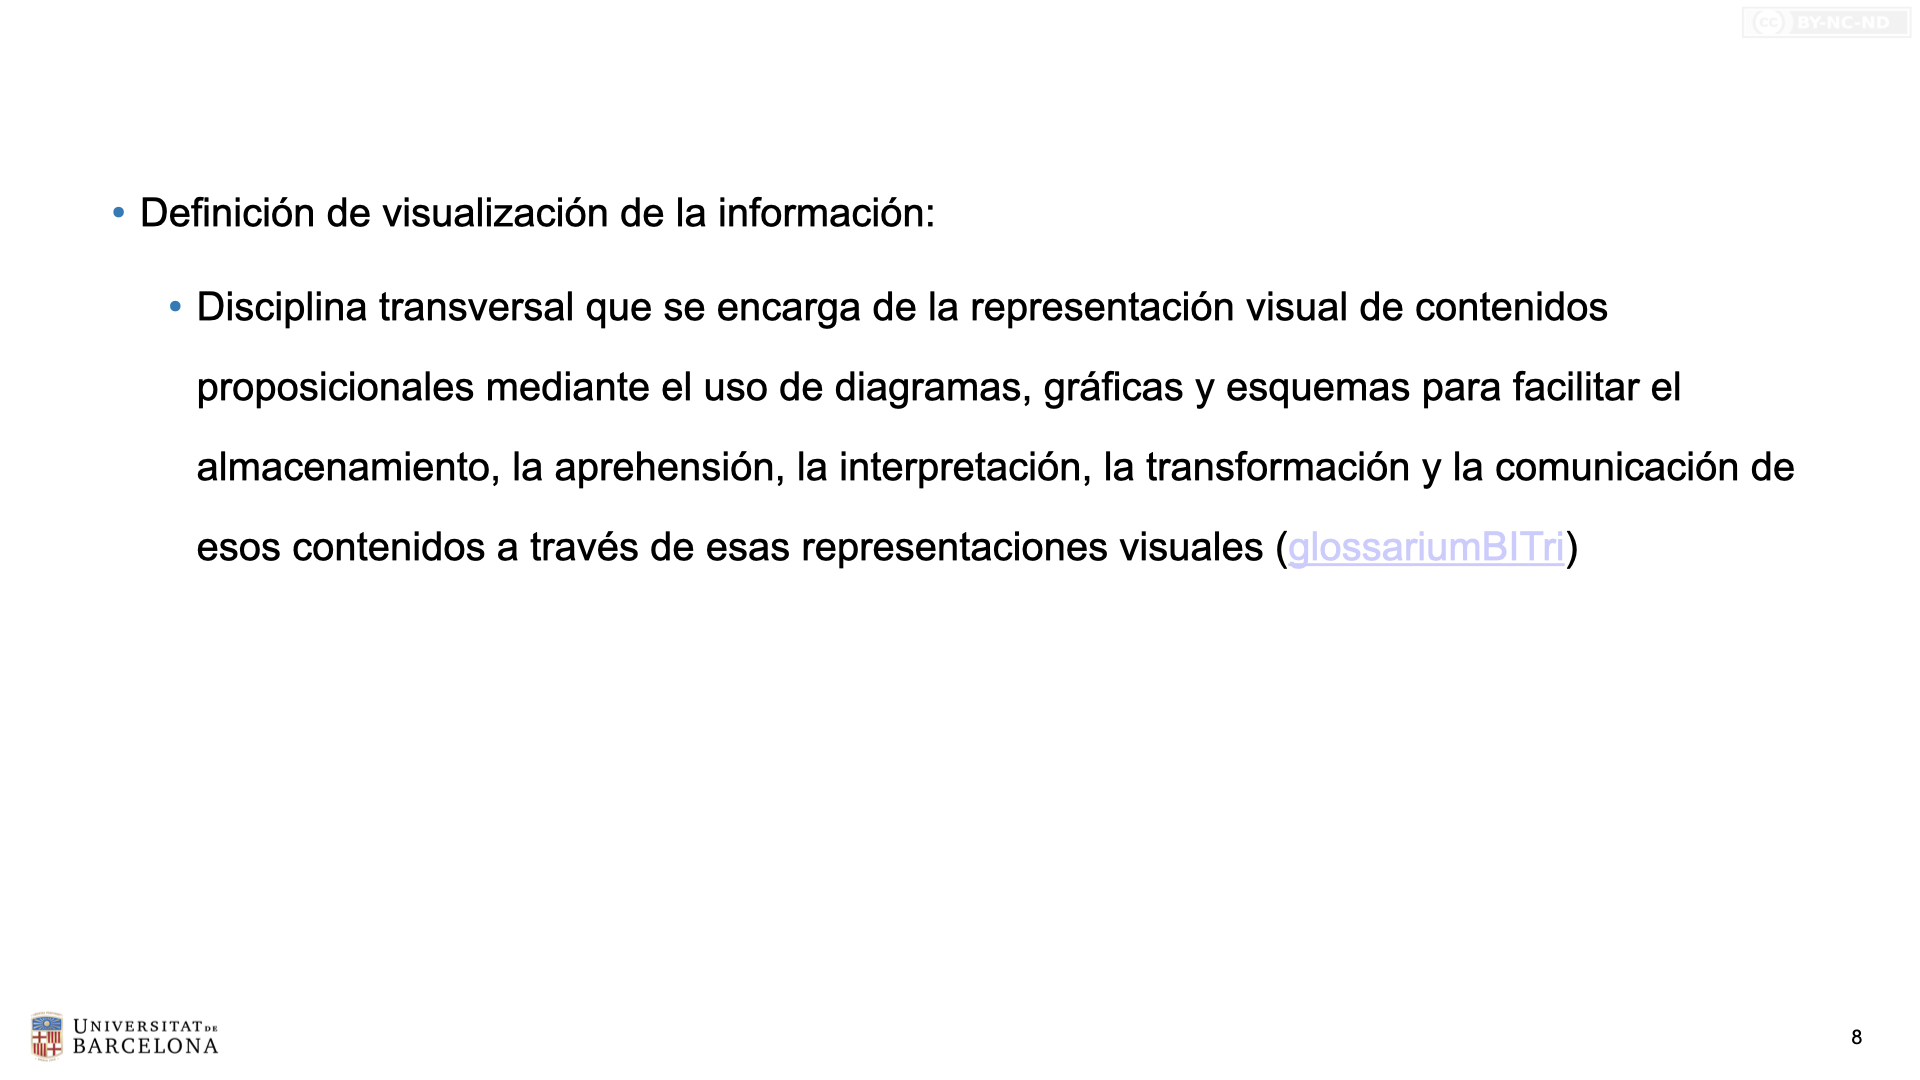 BY-NC-ND
• Definición de visualización de la información:
• Disciplina transversal que se encarga de la representación visual de contenidos
proposicionales mediante el uso de diagramas, gráficas y esquemas para facilitar el
almacenamiento, la aprehensión, la interpretación, la transformación y la comunicación de
esos contenidos a través de esas representaciones visuales (glossariumBITri)
UNIVERSITAT DE
BARCELONA
8